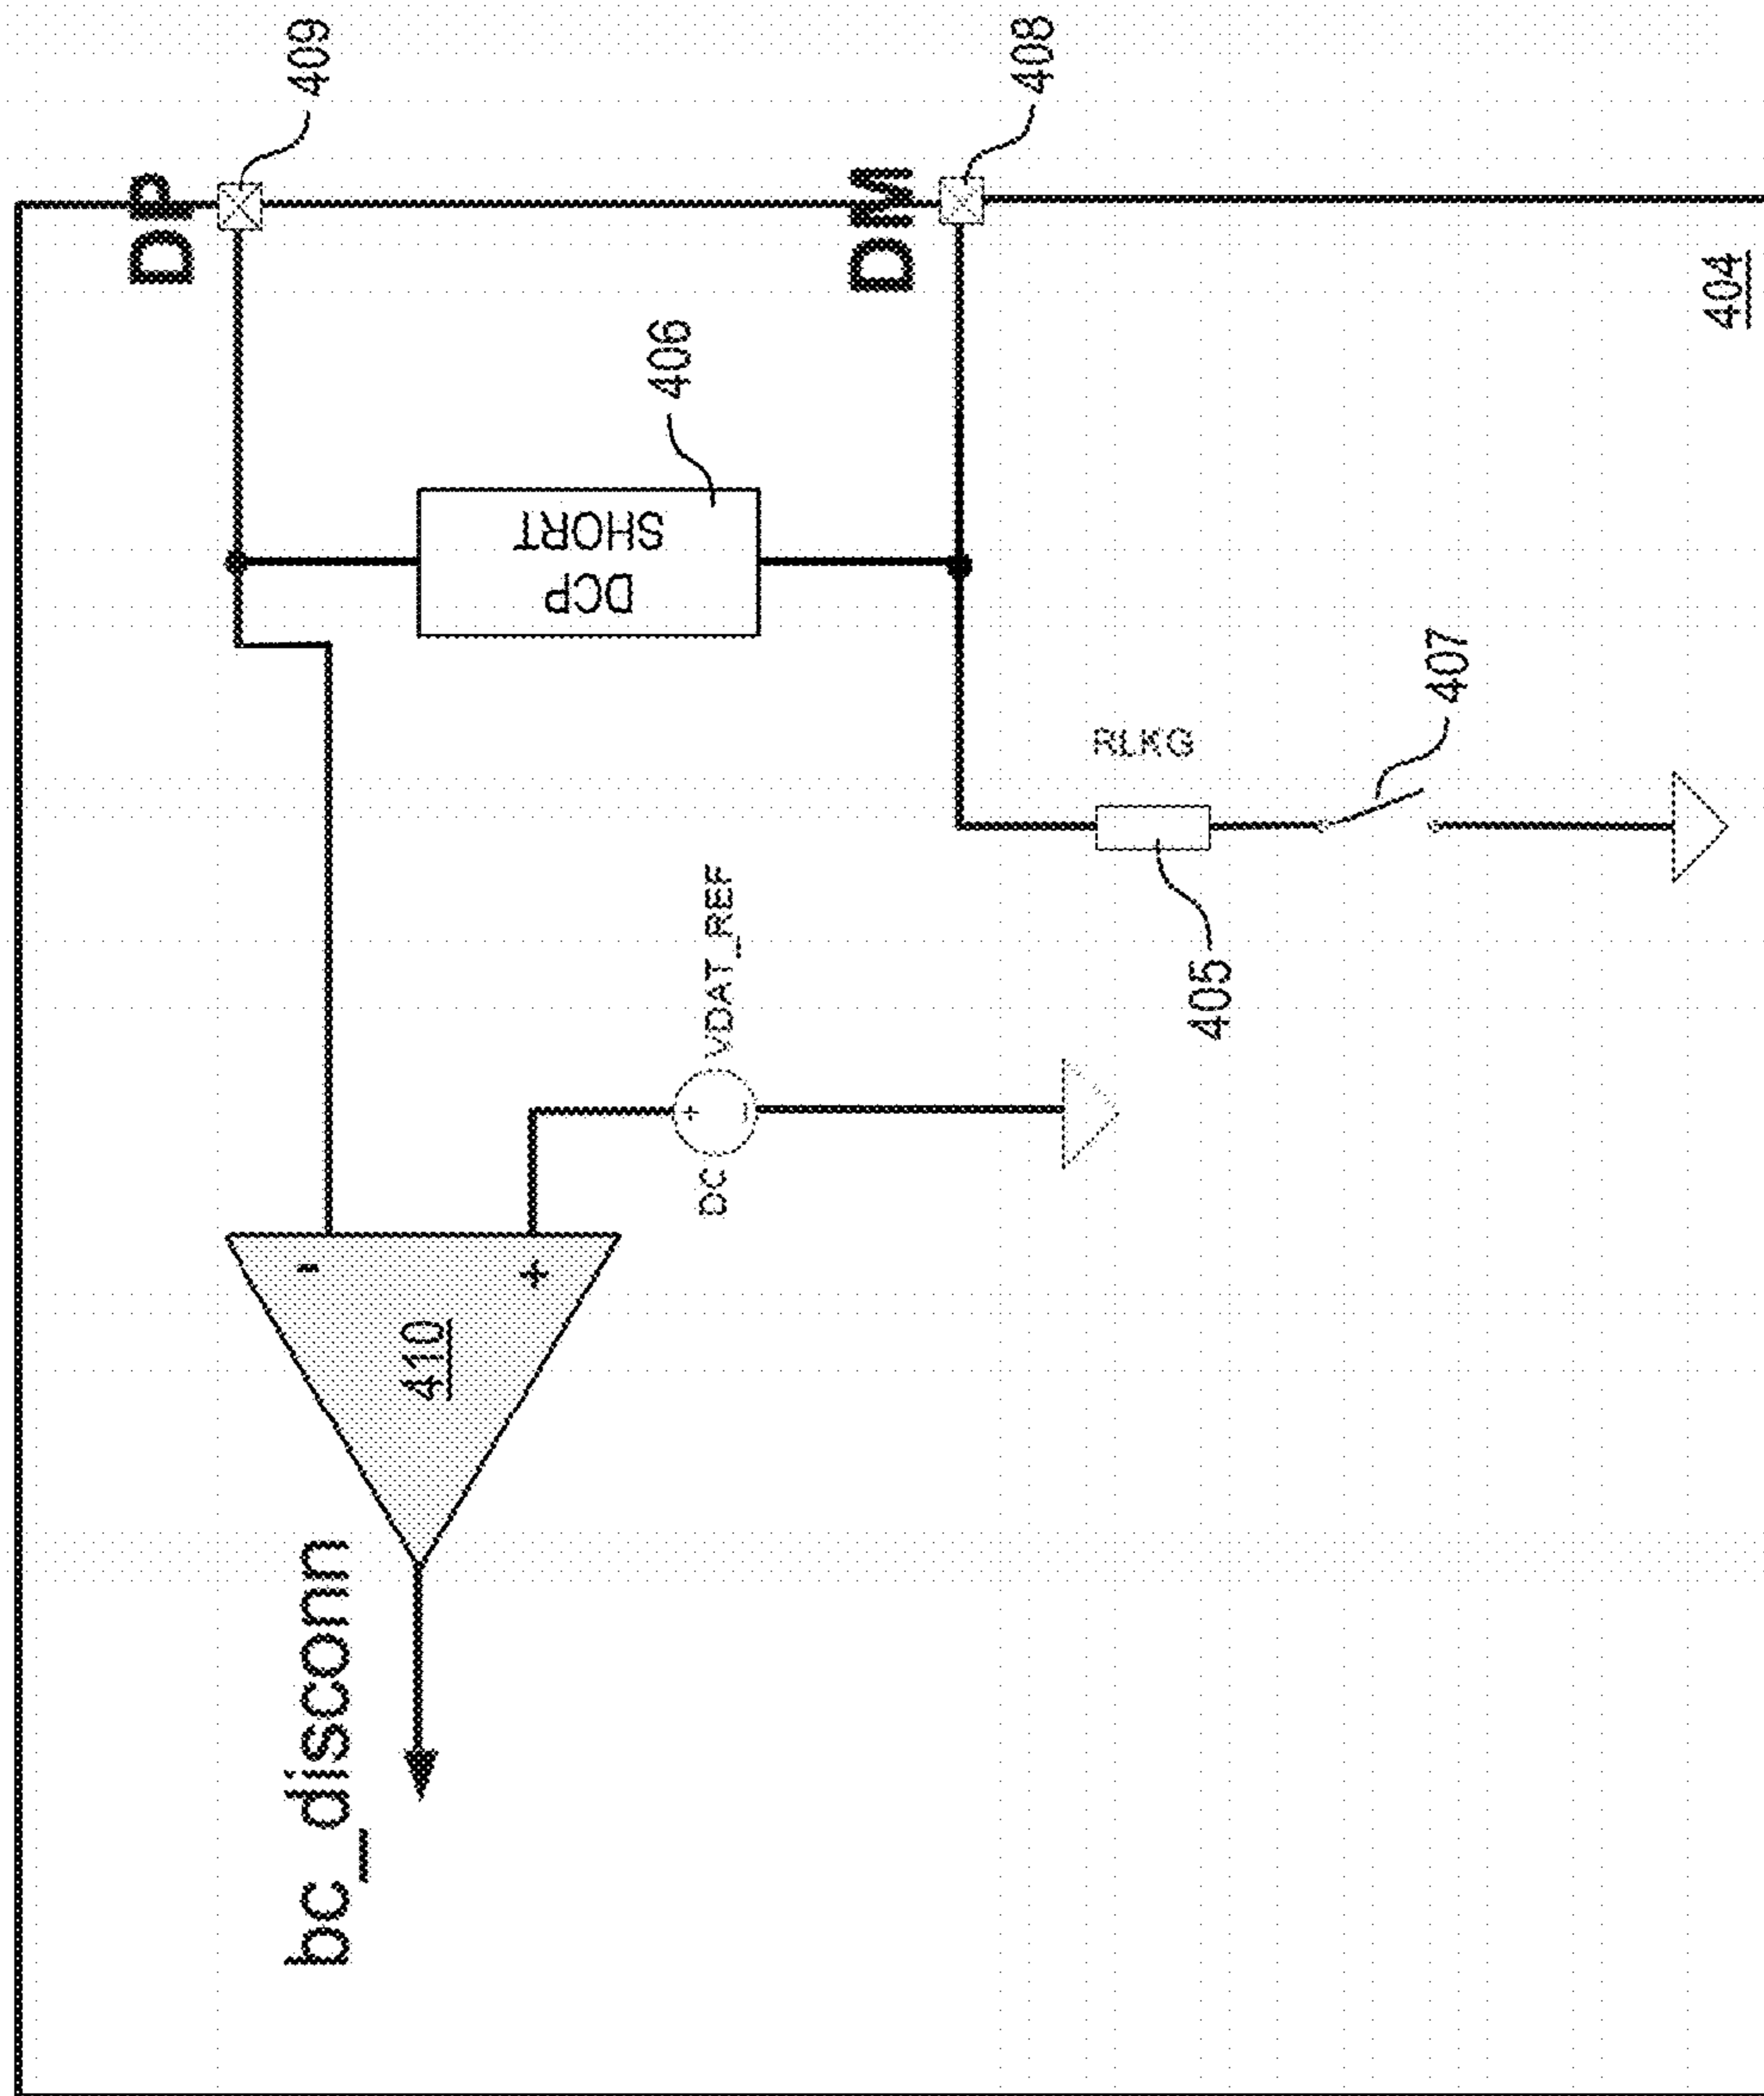 DP
409
DM
408
404
DCP
SHORT
406
RLKG
407
405
VDAT_REF
DC
+
-
-
+
410
bc_disconn